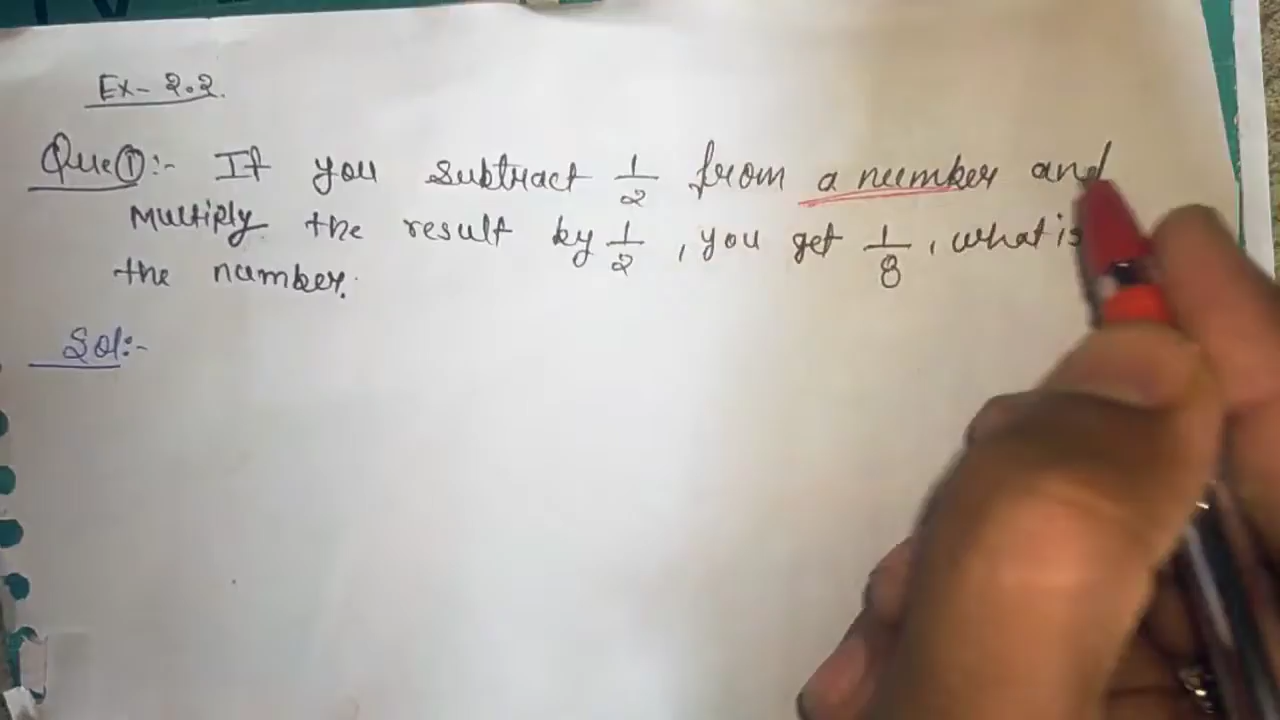 Ex- 2.2.
Que①:- If you subtract 1/2 from a number and
Multiply the result by 1/2, you get 1/8, what is
the number.
Sol:-